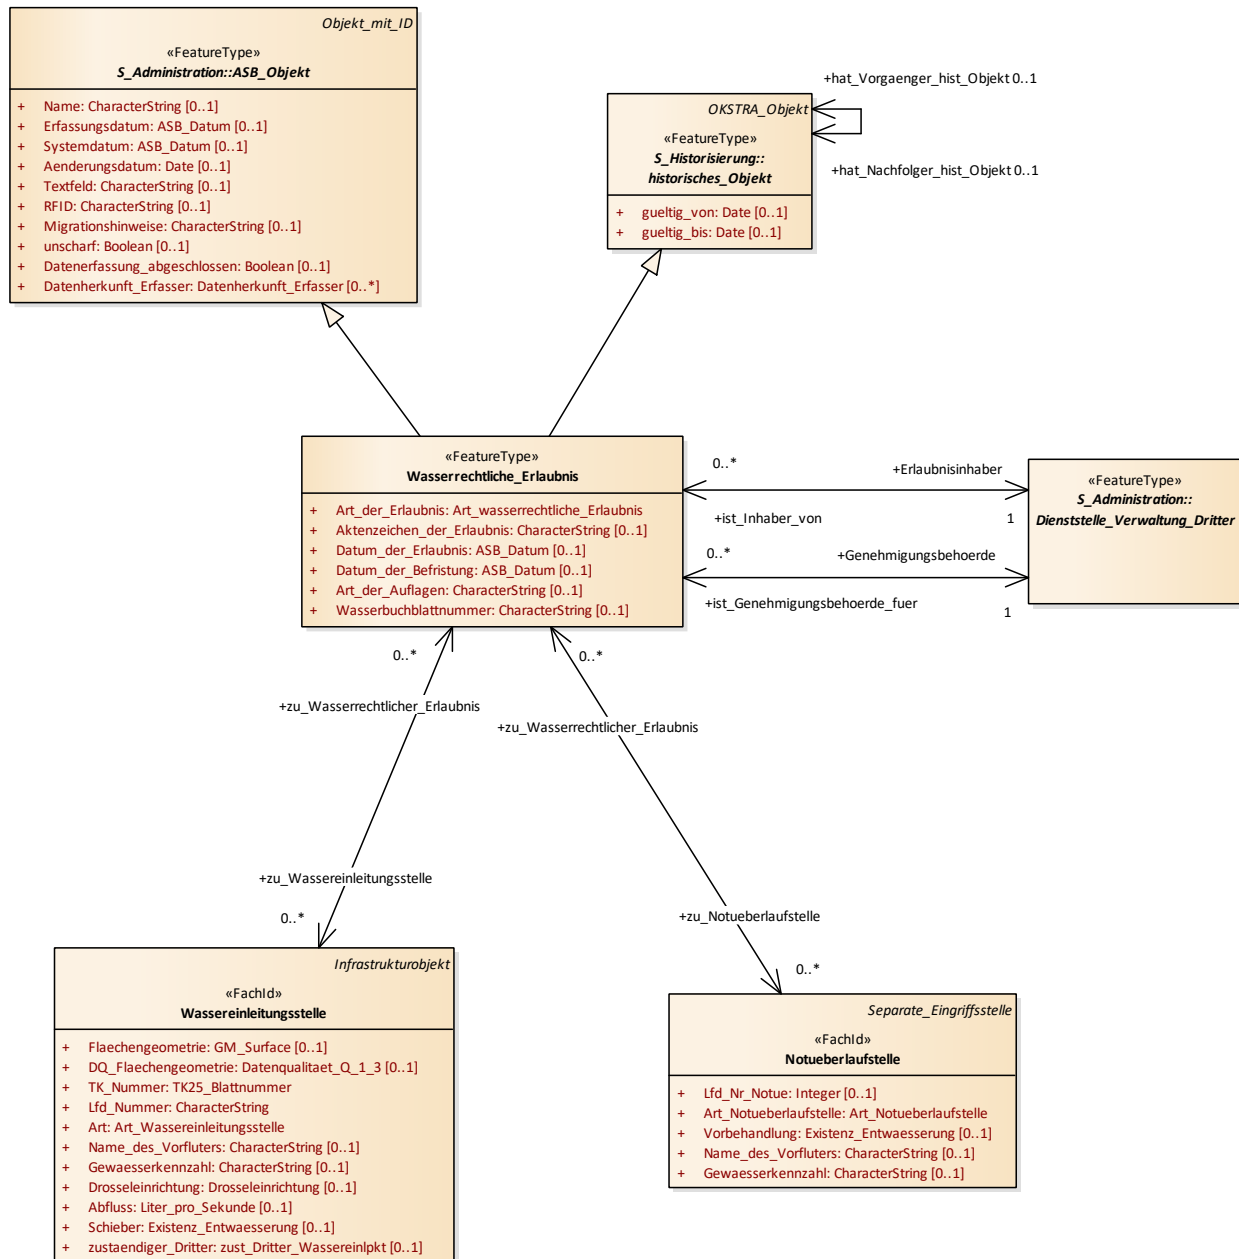 Objekt_mit_ID
«FeatureType»
S_Administration::ASB_Objekt
+ Name: CharacterString [0..1]
+ Erfassungsdatum: ASB_Datum [0..1]
+ Systemdatum: ASB_Datum [0..1]
+ Aenderungsdatum: Date [0..1]
+ Textfeld: CharacterString [0..1]
+ RFID: CharacterString [0..1]
+ Migrationshinweise: CharacterString [0..1]
+ unscharf: Boolean [0..1]
+ Datenerfassung_abgeschlossen: Boolean [0..1]
+ Datenherkunft_Erfasser: Datenherkunft_Erfasser [0..*]
OKSTRA_Objekt
«FeatureType»
S_Historisierung::
historisches_Objekt
+ gueltig_von: Date [0..1]
+ gueltig_bis: Date [0..1]
+hat_Vorgaenger_hist_Objekt 0..1
+hat_Nachfolger_hist_Objekt 0..1
«FeatureType»
Wasserrechtliche_Erlaubnis
+ Art_der_Erlaubnis: Art_wasserrechtliche_Erlaubnis
+ Aktenzeichen_der_Erlaubnis: CharacterString [0..1]
+ Datum_der_Erlaubnis: ASB_Datum [0..1]
+ Datum_der_Befristung: ASB_Datum [0..1]
+ Art_der_Auflagen: CharacterString [0..1]
+ Wasserbuchblattnummer: CharacterString [0..1]
0..*
+Erlaubnisinhaber
+ist_Inhaber_von
1
0..*
+Genehmigungsbehoerde
+ist_Genehmigungsbehoerde_fuer
1
«FeatureType»
S_Administration::
Dienststelle_Verwaltung_Dritter
0..*
0..*
+zu_Wasserrechtlicher_Erlaubnis
+zu_Wasserrechtlicher_Erlaubnis
+zu_Wassereinleitungsstelle
0..*
+zu_Notueberlaufstelle
0..*
Infrastrukturobjekt
«FachId»
Wassereinleitungsstelle
+ Flaechengeometrie: GM_Surface [0..1]
+ DQ_Flaechengeometrie: Datenqualitaet_Q_1_3 [0..1]
+ TK_Nummer: TK25_Blattnummer
+ Lfd_Nummer: CharacterString
+ Art: Art_Wassereinleitungsstelle
+ Name_des_Vorfluters: CharacterString [0..1]
+ Gewaesserkennzahl: CharacterString [0..1]
+ Drosseleinrichtung: Drosseleinrichtung [0..1]
+ Abfluss: Liter_pro_Sekunde [0..1]
+ Schieber: Existenz_Entwaesserung [0..1]
+ zustaendiger_Dritter: zust_Dritter_Wassereinlpkt [0..1]
Separate_Eingriffsstelle
«FachId»
Notueberlaufstelle
+ Lfd_Nr_Notue: Integer [0..1]
+ Art_Notueberlaufstelle: Art_Notueberlaufstelle
+ Vorbehandlung: Existenz_Entwaesserung [0..1]
+ Name_des_Vorfluters: CharacterString [0..1]
+ Gewaesserkennzahl: CharacterString [0..1]